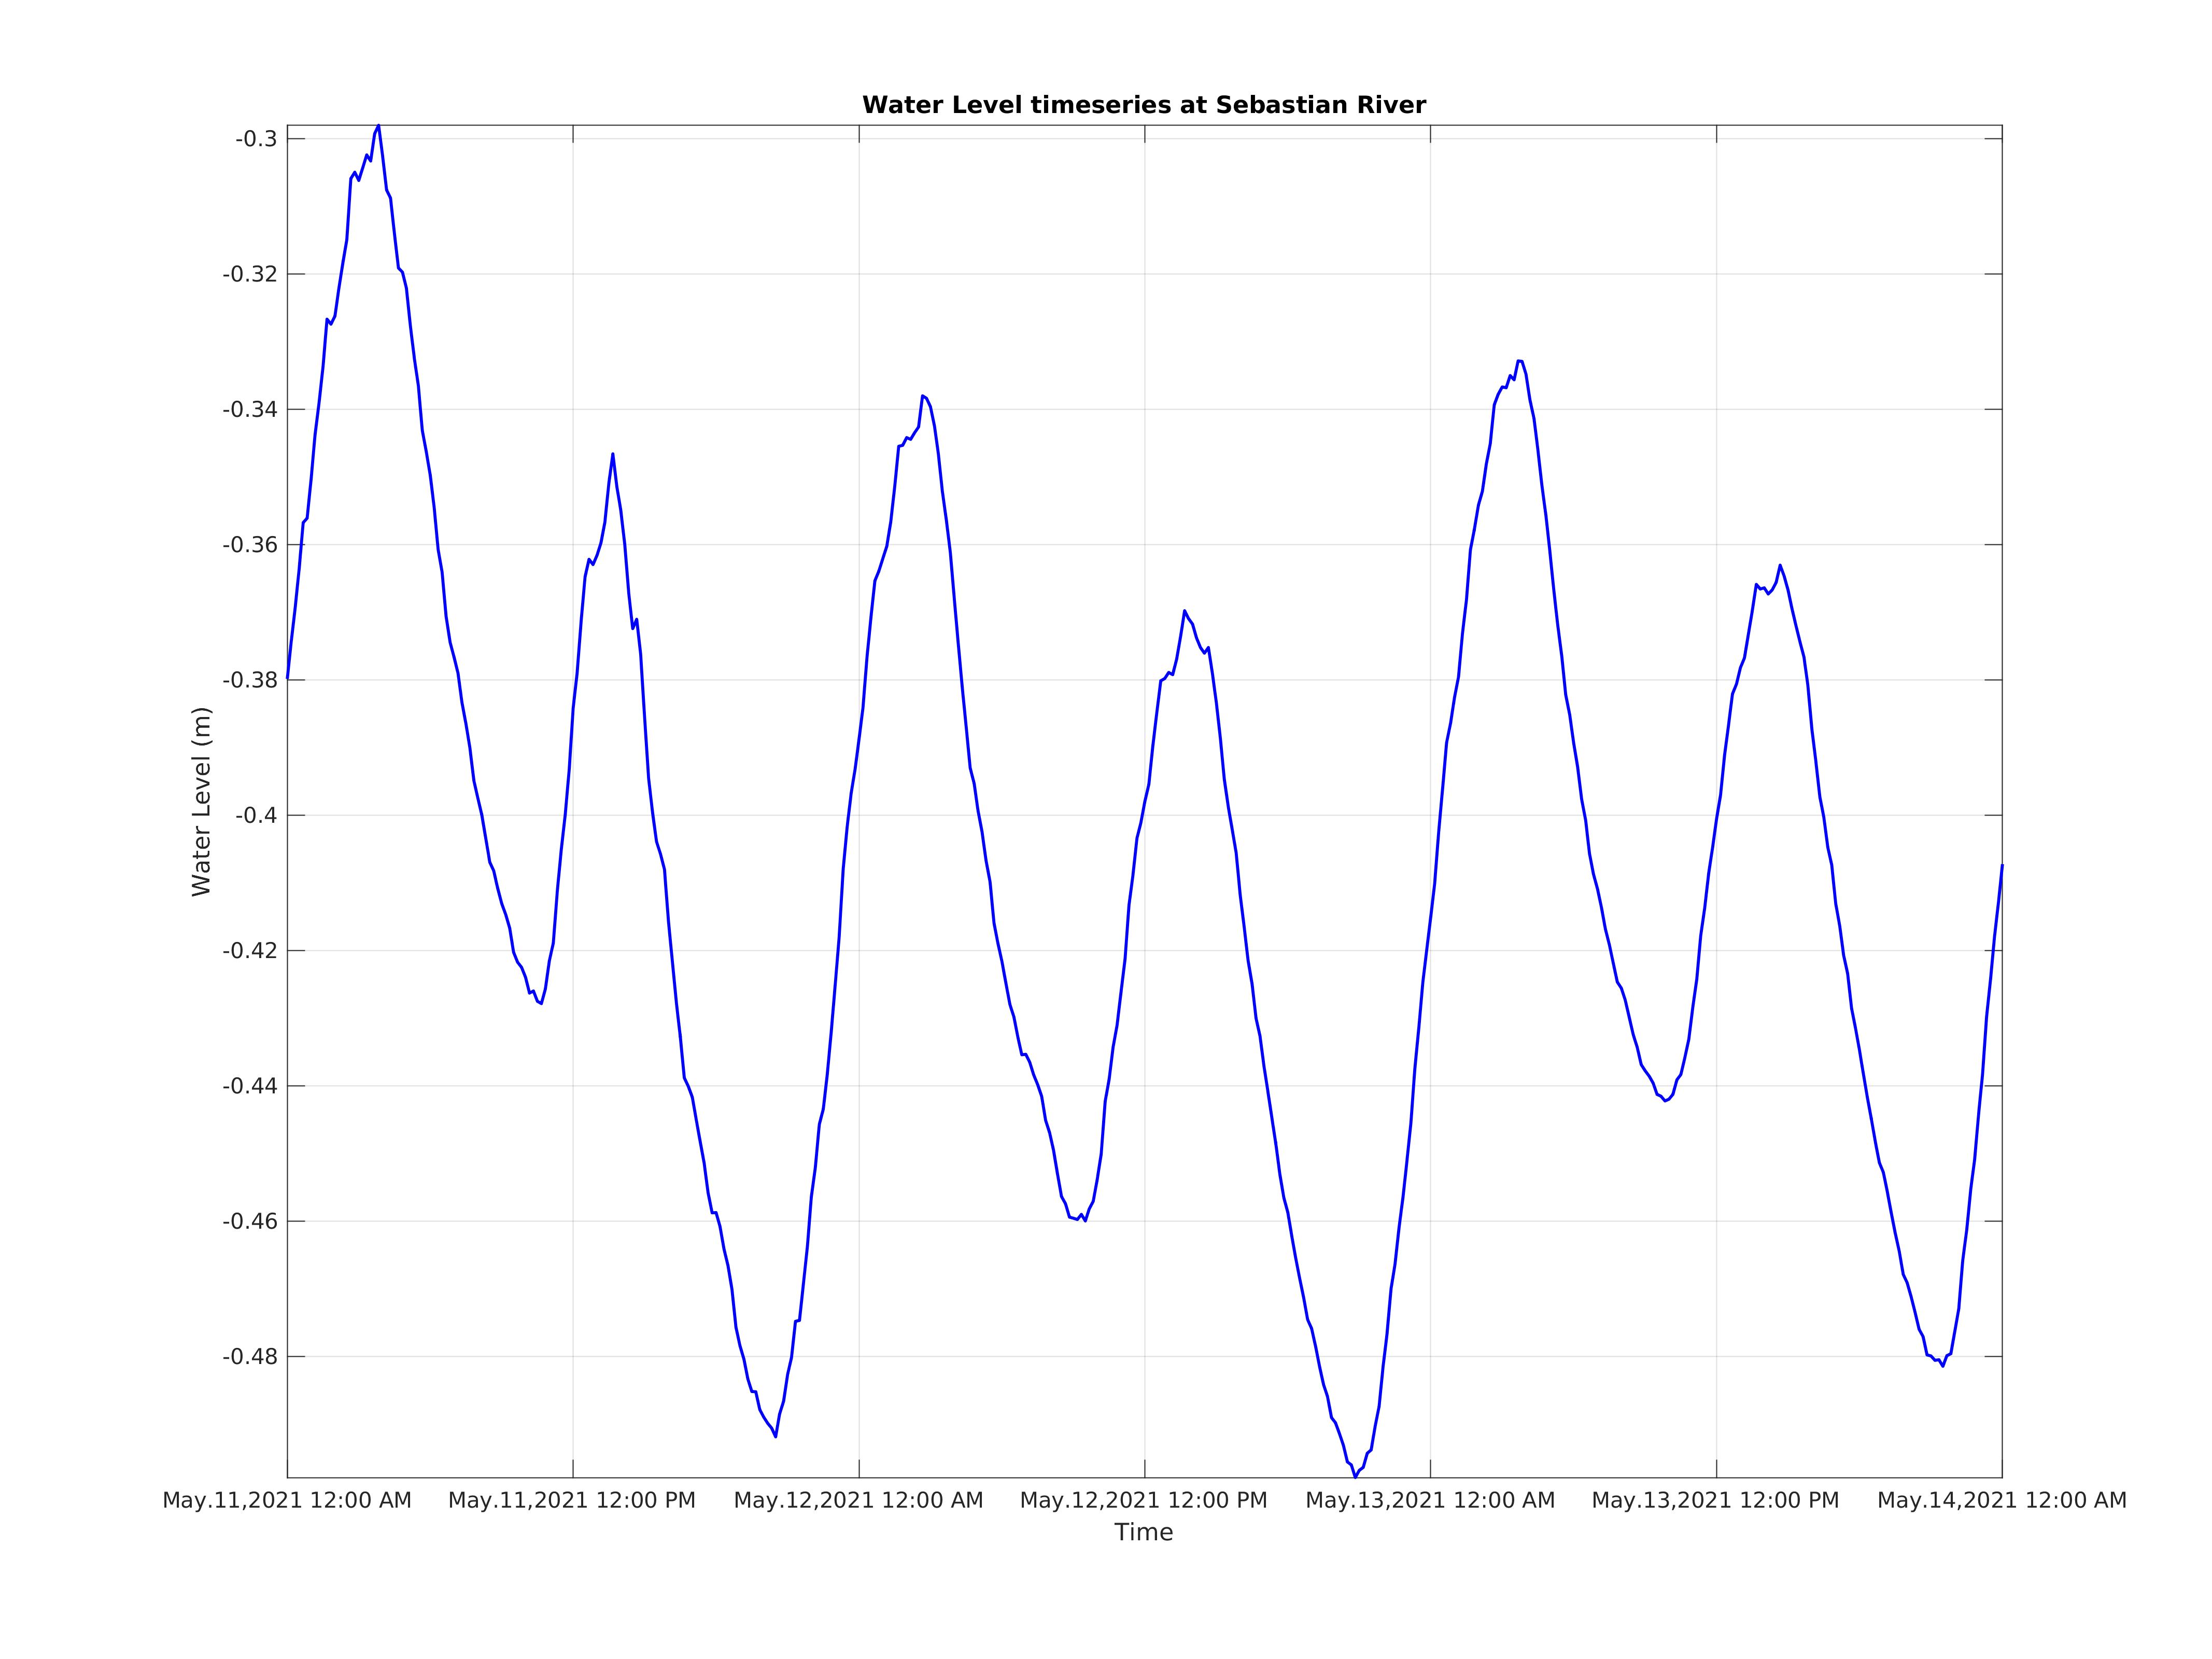 Water Level timeseries at Sebastian River
-0.3
-0.32
-0.34
-0.36
-0.38
-0.4
-0.42
-0.44
-0.46
-0.48
Water Level (m)
May.11,2021 12:00 AM May.11,2021 12:00 PM May.12,2021 12:00 AM May.12,2021 12:00 PM May.13,2021 12:00 AM May.13,2021 12:00 PM May.14,2021 12:00 AM
Time